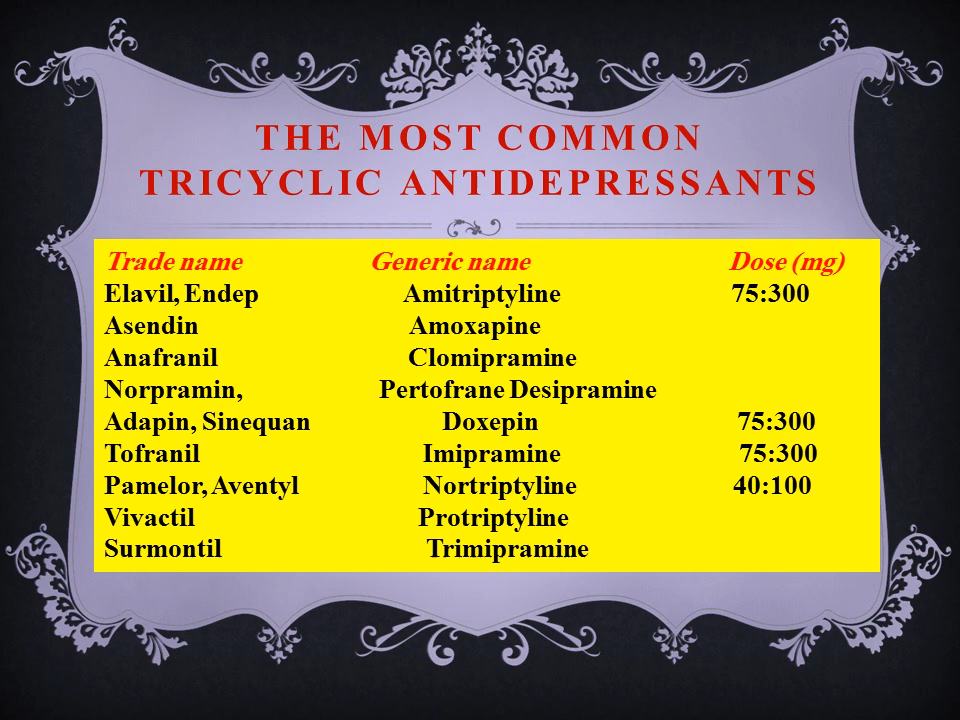 THE MOST COMMON
TRICYCLIC ANTIDEPRESSANTS
Trade name Generic name Dose (mg)
Elavil, Endep Amitriptyline 75:300
Asendin Amoxapine
Anafranil Clomipramine
Norpramin, Pertofrane Desipramine
Adapin, Sinequan Doxepin 75:300
Tofranil Imipramine 75:300
Pamelor, Aventyl Nortriptyline 40:100
Vivactil Protriptyline
Surmontil Trimipramine